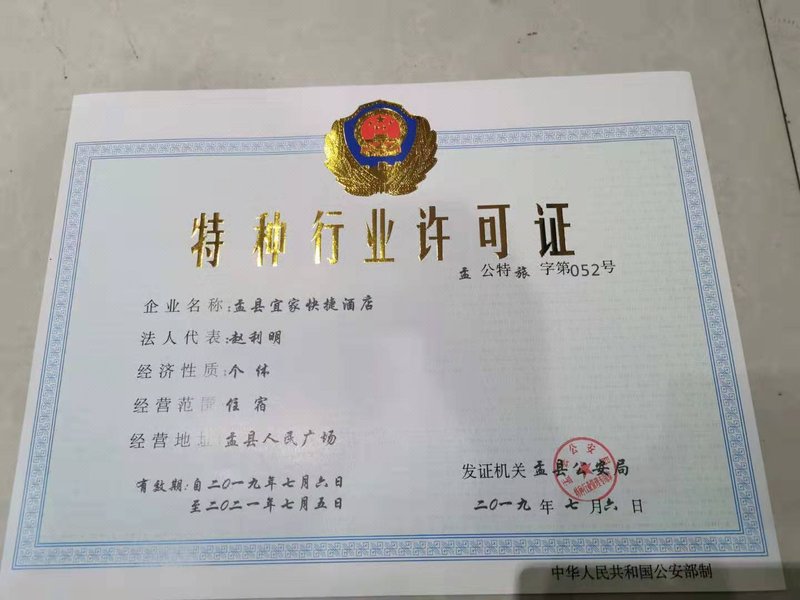 特种行业许可证
盂公特旅字第052号
企业名称:盂县宜家快捷酒店
法人代表:赵利明
经济性质:个体
经营范围:住宿
经营地址:盂县人民广场
有效期:自二〇一九年七月六日
至二〇二一年七月五日
发证机关 盂县公安局
二〇一九年七月六日
中华人民共和国公安部制